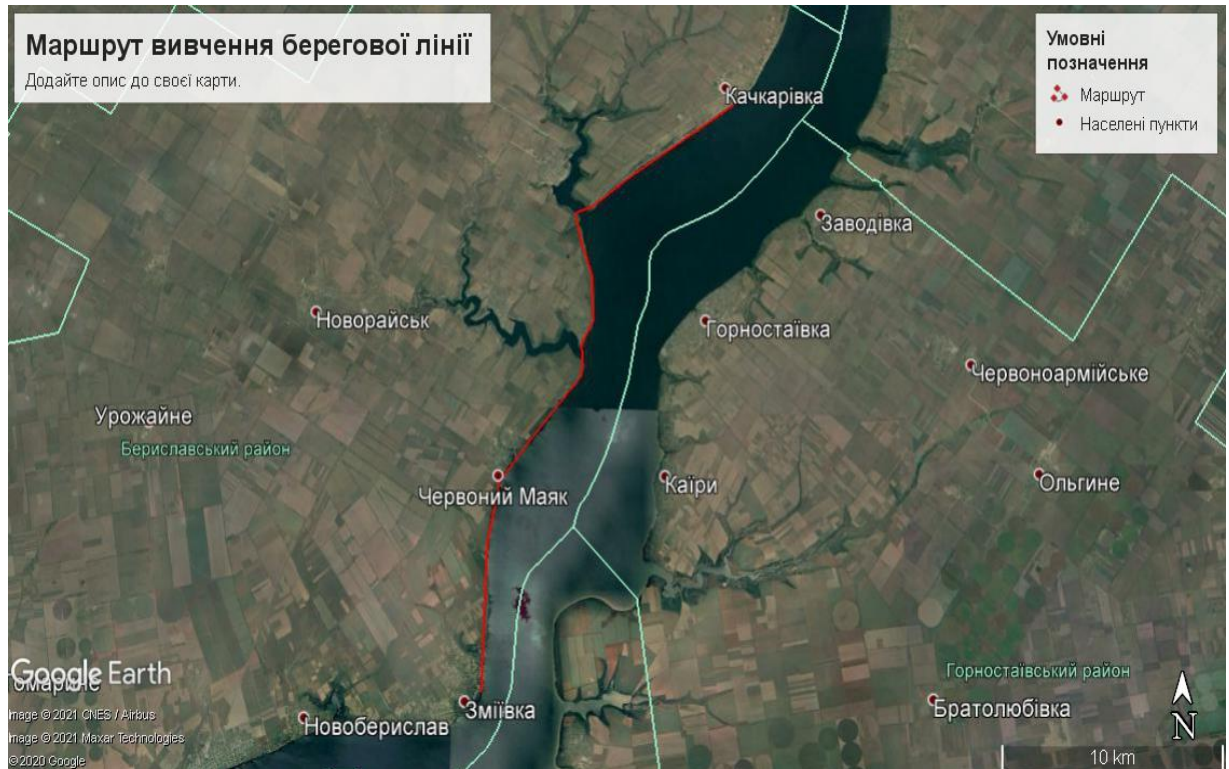 Маршрут вивчення берегової лінії
Додайте опис до своєї карти.
Умовні
позначення
Маршрут
Населені пункти
Качкарівка
Заводівка
Новорайськ
Горностаївка
Червоноармійське
Урожайне
Бериславський район
Червоний Маяк
Каїри
Ольгине
Google Earth
Томарине
Горностаївський район
Зміївка
Братолюбівка
Новоберислав
Image © 2021 CNES / Airbus
Image © 2021 Maxar Technologies
© 2020 Google
N
10 km